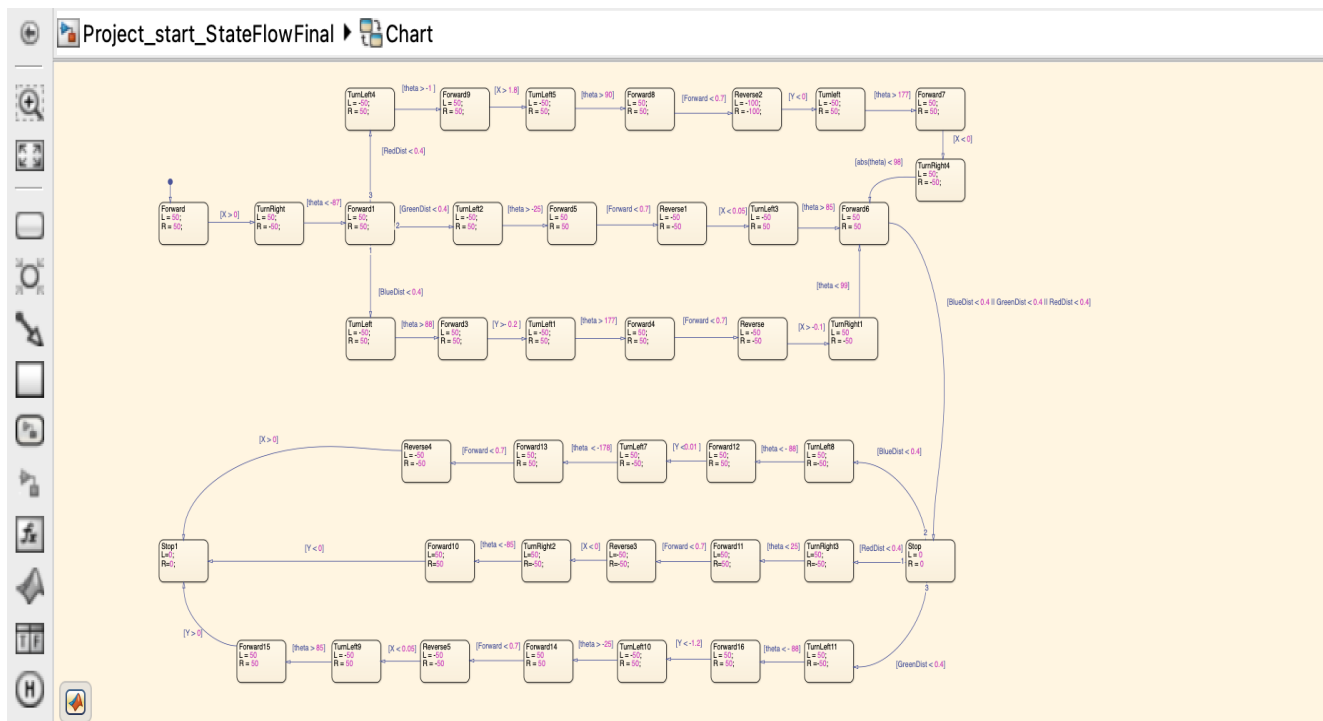 Project_start_StateFlowFinal Chart
TurnLeft4
L = -50;
R = 50;
[theta > -1 ]
Forward9
L = 50;
R = 50;
[X > 1.8]
TurnLeft5
L = -50;
R = 50;
[theta > 90]
Forward8
L = 50;
R = 50;
[Forward < 0.7]
Reverse2
L = -100;
R = -100;
[Y < 0]
Turnleft
L = -50;
R = 50;
[theta > 177]
Forward7
L = 50;
R = 50;
[X < 0]
[RedDist < 0.4]
[abs(theta) < 98]
TurnRight4
L = 50;
R = -50;
3
Forward
L = 50;
R = 50;
[X > 0]
TurnRight
L = 50;
R = -50;
[theta < -87]
Forward1
L = 50;
R = 50;
2
[GreenDist < 0.4]
TurnLeft2
L = -50;
R = 50;
[theta > -25]
Forward5
L = 50;
R = 50
[Forward < 0.7]
Reverse1
L = -50
R = -50
[X < 0.05]
TurnLeft3
L = -50
R = 50
[theta > 85]
Forward6
L = 50
R = 50
1
[BlueDist < 0.4]
[theta < 99]
[BlueDist < 0.4 || GreenDist < 0.4 || RedDist < 0.4]
TurnLeft
L = -50;
R = 50;
[theta > 88]
Forward3
L = 50;
R = 50;
[Y > -0.2 ]
TurnLeft1
L = -50;
R = 50;
[theta > 177]
Forward4
L = 50;
R = 50;
[Forward < 0.7]
Reverse
L = -50
R = -50
[X > -0.1]
TurnRight1
L = 50
R = -50
[X > 0]
Reverse4
L = -50
R = -50
[Forward < 0.7]
Forward13
L = 50;
R = 50;
[theta < -178]
TurnLeft7
L = 50;
R = -50;
[Y <0.01 ]
Forward12
L = 50;
R = 50;
[theta < - 88]
TurnLeft8
L = 50;
R =-50;
[BlueDist < 0.4]
2
Stop1
L=0;
R=0;
[Y < 0]
Forward10
L=50;
R=50
[theta < -85]
TurnRight2
L=50;
R=-50;
[X < 0]
Reverse3
L=-50;
R=-50;
[Forward < 0.7]
Forward11
L=50;
R=50;
[theta < 25]
TurnRight3
L=50;
R=-50;
[RedDist < 0.4]
1
Stop
L = 0
R = 0
3
[Y > 0]
Forward15
L = 50
R = 50
[theta > 85]
TurnLeft9
L = -50
R = 50
[X < 0.05]
Reverse5
L = -50
R = -50
[Forward < 0.7]
Forward14
L = 50;
R = 50
[theta > -25]
TurnLeft10
L = -50;
R = 50;
[Y < -1.2]
Forward16
L = 50;
R = 50;
[theta < - 88]
TurnLeft11
L = 50;
R =-50;
[GreenDist < 0.4]
fx
T F
H